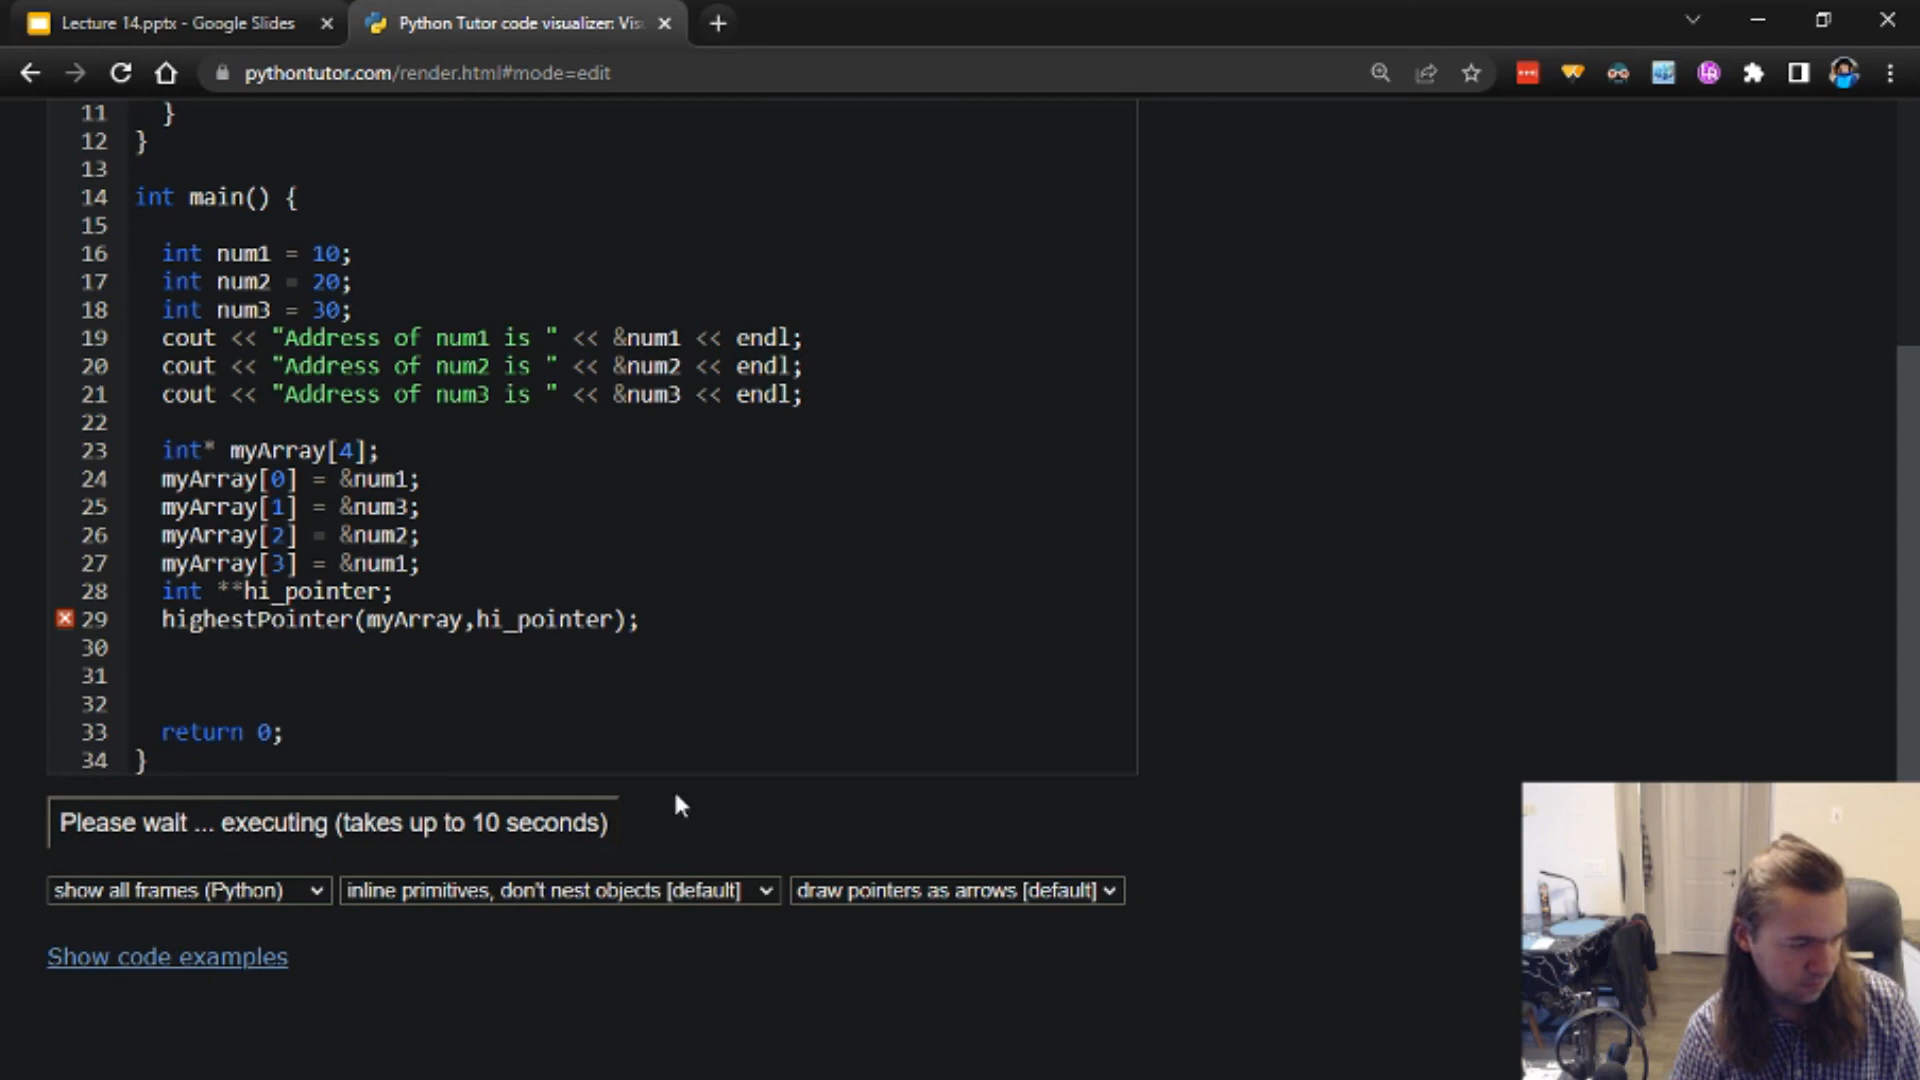 Lecture 14.pptx - Google Slides
Python Tutor code visualizer: Vis
pythontutor.com/render.html#mode=edit
11 }
12 }
13
14 int main() {
15
16 int num1 = 10;
17 int num2 = 20;
18 int num3 = 30;
19 cout << "Address of num1 is " << &num1 << endl;
20 cout << "Address of num2 is " << &num2 << endl;
21 cout << "Address of num3 is " << &num3 << endl;
22
23 int* myArray[4];
24 myArray[0] = &num1;
25 myArray[1] = &num3;
26 myArray[2] = &num2;
27 myArray[3] = &num1;
28 int **hi_pointer;
29 highestPointer(myArray,hi_pointer);
30
31
32
33 return 0;
34 }
Please wait ... executing (takes up to 10 seconds)
show all frames (Python)
inline primitives, don't nest objects [default]
draw pointers as arrows [default]
Show code examples